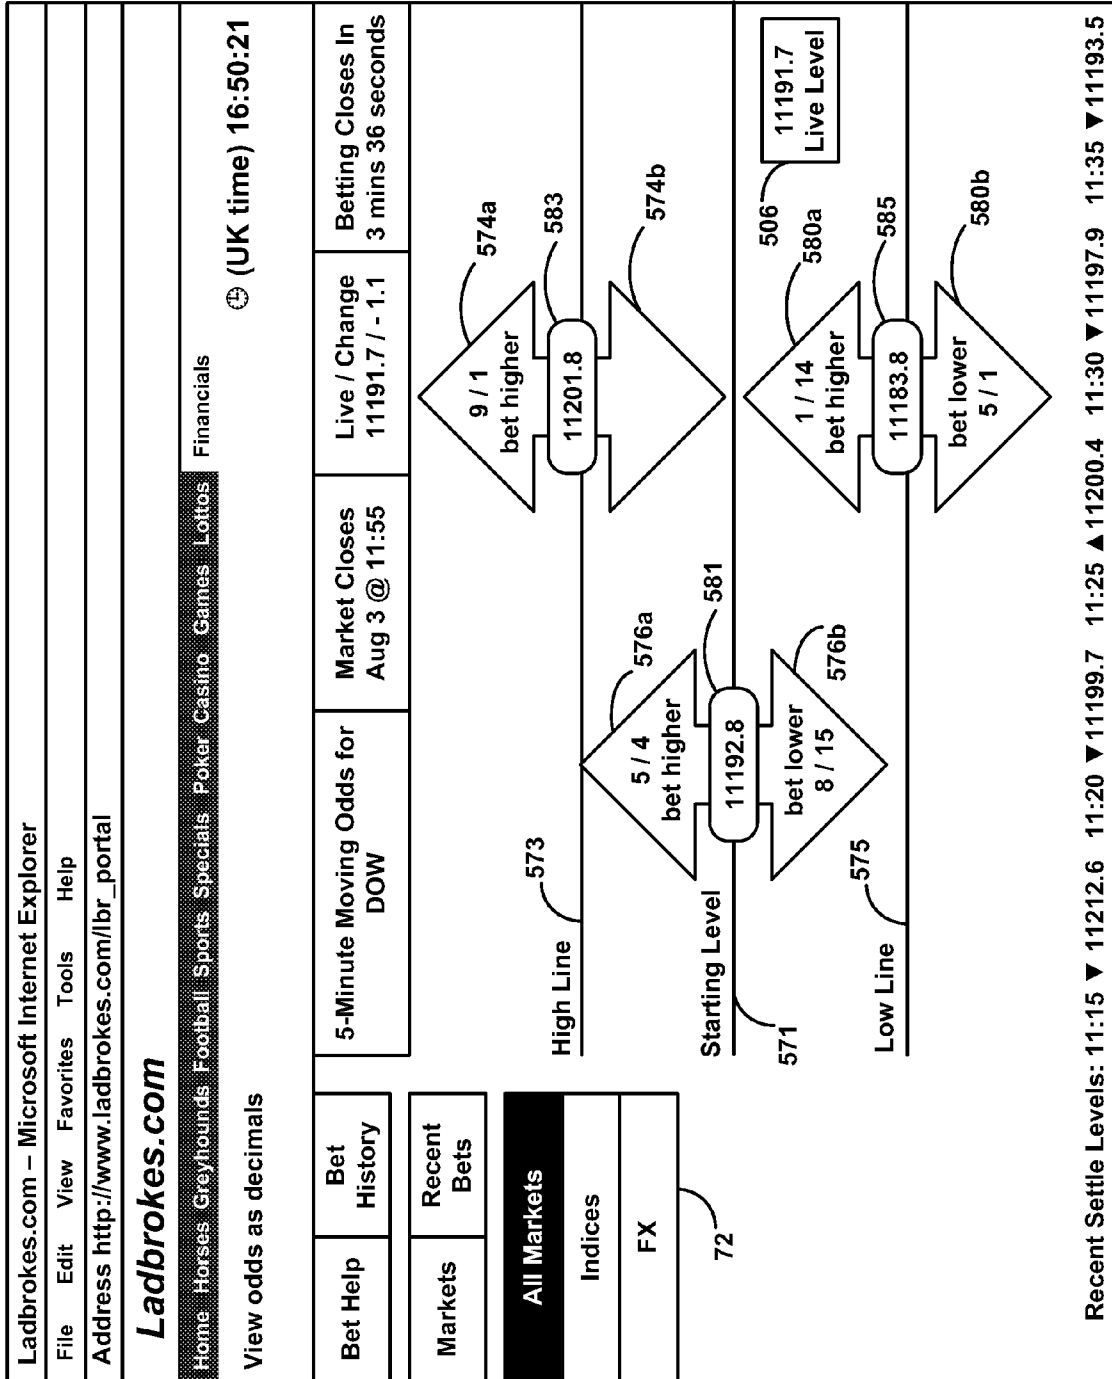 Ladbrokes.com – Microsoft Internet Explorer
File Edit View Favorites Tools Help
Address http://www.ladbrokes.com/lbr_portal
Ladbrokes.com
Home Horses Greyhounds Football Sports Specials Poker Casino Games Lottos Financials
View odds as decimals
(UK time) 16:50:21
Bet Help
Bet
History
Markets
Recent
Bets
All Markets
Indices
FX
72
5-Minute Moving Odds for
DOW
Market Closes
Aug 3 @ 11:55
Live / Change
11191.7 / - 1.1
Betting Closes In
3 mins 36 seconds
High Line
573
9 / 1
bet higher
574a
11201.8
583
574b
Starting Level
571
5 / 4
bet higher
576a
11192.8
581
bet lower
8 / 15
576b
11191.7
Live Level
506
Low Line
575
1 / 14
bet higher
580a
11183.8
585
bet lower
5 / 1
580b
Recent Settle Levels: 11:15 ▼ 11212.6 11:20 ▼11199.7 11:25 ▲11200.4 11:30 ▼11197.9 11:35 ▼11193.5